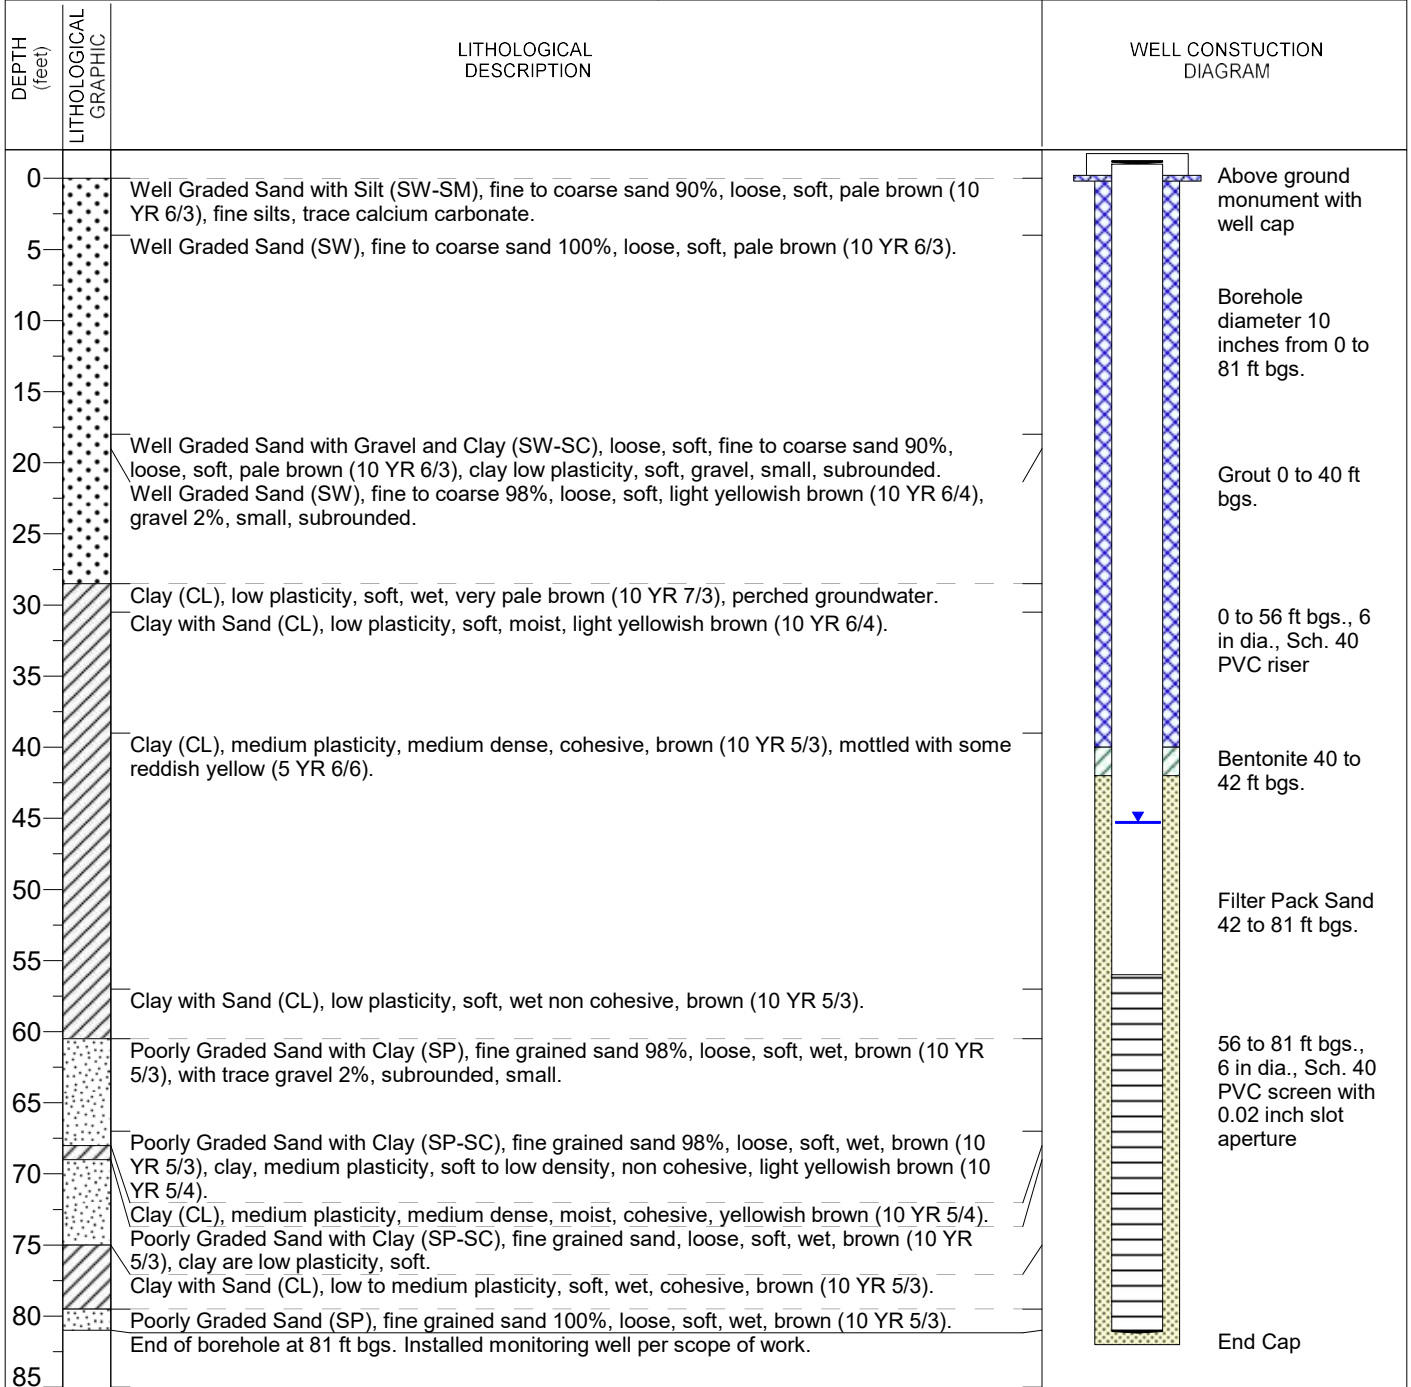 DEPTH
(feet)
LITHOLOGICAL
GRAPHIC
LITHOLOGICAL
DESCRIPTION
WELL CONSTUCTION
DIAGRAM
0
5
10
15
20
25
30
35
40
45
50
55
60
65
70
75
80
85
Well Graded Sand with Silt (SW-SM), fine to coarse sand 90%, loose, soft, pale brown (10
YR 6/3), fine silts, trace calcium carbonate.
Well Graded Sand (SW), fine to coarse sand 100%, loose, soft, pale brown (10 YR 6/3).
Well Graded Sand with Gravel and Clay (SW-SC), loose, soft, fine to coarse sand 90%,
loose, soft, pale brown (10 YR 6/3), clay low plasticity, soft, gravel, small, subrounded.
Well Graded Sand (SW), fine to coarse 98%, loose, soft, light yellowish brown (10 YR 6/4),
gravel 2%, small, subrounded.
Clay (CL), low plasticity, soft, wet, very pale brown (10 YR 7/3), perched groundwater.
Clay with Sand (CL), low plasticity, soft, moist, light yellowish brown (10 YR 6/4).
Clay (CL), medium plasticity, medium dense, cohesive, brown (10 YR 5/3), mottled with some
reddish yellow (5 YR 6/6).
Clay with Sand (CL), low plasticity, soft, wet non cohesive, brown (10 YR 5/3).
Poorly Graded Sand with Clay (SP), fine grained sand 98%, loose, soft, wet, brown (10 YR
5/3), with trace gravel 2%, subrounded, small.
Poorly Graded Sand with Clay (SP-SC), fine grained sand 98%, loose, soft, wet, brown (10
YR 5/3), clay, medium plasticity, soft to low density, non cohesive, light yellowish brown (10
YR 5/4).
Clay (CL), medium plasticity, medium dense, moist, cohesive, yellowish brown (10 YR 5/4).
Poorly Graded Sand with Clay (SP-SC), fine grained sand, loose, soft, wet, brown (10 YR
5/3), clay are low plasticity, soft.
Clay with Sand (CL), low to medium plasticity, soft, wet, cohesive, brown (10 YR 5/3).
Poorly Graded Sand (SP), fine grained sand 100%, loose, soft, wet, brown (10 YR 5/3).
End of borehole at 81 ft bgs. Installed monitoring well per scope of work.
Above ground
monument with
well cap
Borehole
diameter 10
inches from 0 to
81 ft bgs.
Grout 0 to 40 ft
bgs.
0 to 56 ft bgs., 6
in dia., Sch. 40
PVC riser
Bentonite 40 to
42 ft bgs.
Filter Pack Sand
42 to 81 ft bgs.
56 to 81 ft bgs.,
6 in dia., Sch. 40
PVC screen with
0.02 inch slot
aperture
End Cap